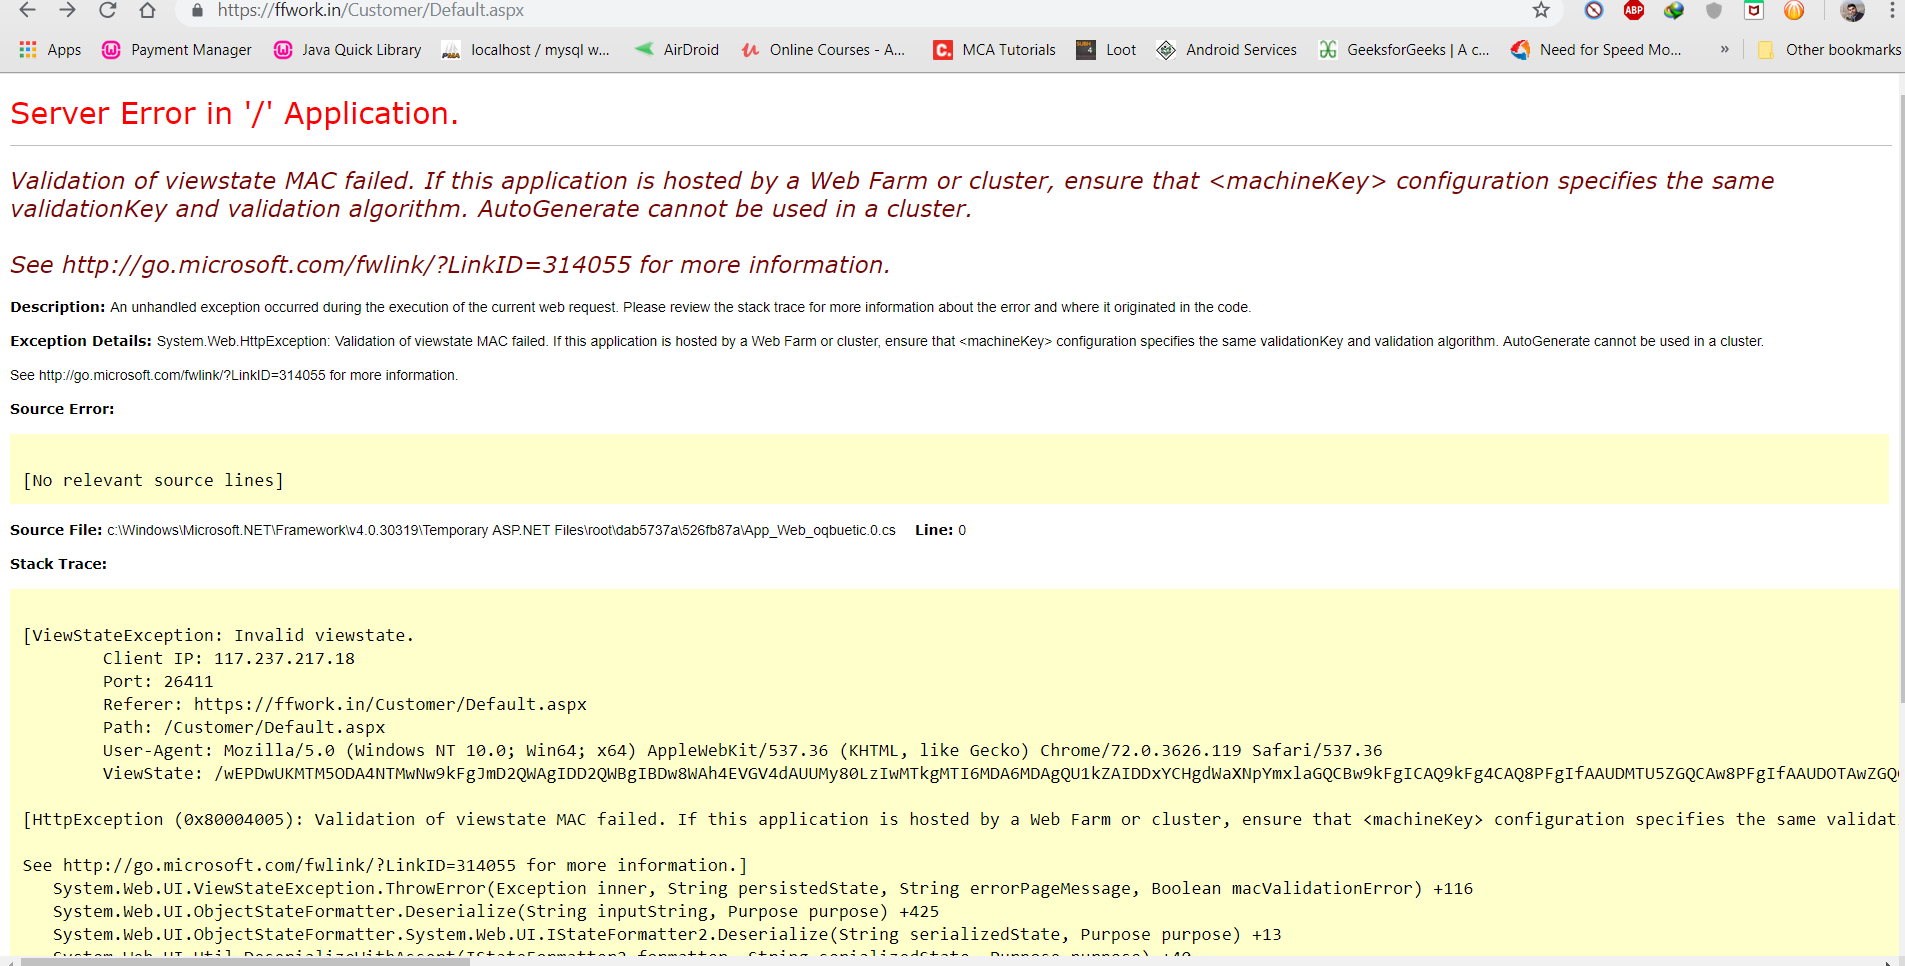 https://ffwork.in/Customer/Default.aspx
ABP
Apps Payment Manager Java Quick Library localhost / mysql w... AirDroid Online Courses - A... MCA Tutorials Loot Android Services GeeksforGeeks | A c... Need for Speed Mo... » Other bookmarks
Server Error in '/' Application.
Validation of viewstate MAC failed. If this application is hosted by a Web Farm or cluster, ensure that <machineKey> configuration specifies the same
validationKey and validation algorithm. AutoGenerate cannot be used in a cluster.
See http://go.microsoft.com/fwlink/?LinkID=314055 for more information.
Description: An unhandled exception occurred during the execution of the current web request. Please review the stack trace for more information about the error and where it originated in the code.
Exception Details: System.Web.HttpException: Validation of viewstate MAC failed. If this application is hosted by a Web Farm or cluster, ensure that <machineKey> configuration specifies the same validationKey and validation algorithm. AutoGenerate cannot be used in a cluster.
See http://go.microsoft.com/fwlink/?LinkID=314055 for more information.
Source Error:
[No relevant source lines]
Source File: c:\Windows\Microsoft.NET\Framework\v4.0.30319\Temporary ASP.NET Files\root\dab5737a\526fb87a\App_Web_oqbuetic.0.cs Line: 0
Stack Trace:
[ViewStateException: Invalid viewstate.
Client IP: 117.237.217.18
Port: 26411
Referer: https://ffwork.in/Customer/Default.aspx
Path: /Customer/Default.aspx
User-Agent: Mozilla/5.0 (Windows NT 10.0; Win64; x64) AppleWebKit/537.36 (KHTML, like Gecko) Chrome/72.0.3626.119 Safari/537.36
ViewState: /wEPDwUKMTM5ODA4NTMwNw9kFgJmD2QWAgIDD2QWBgIBDw8WAh4EVGV4dAUUMy80LzIwMTkgMTI6MDA6MDAgQU1kZAIDDxYCHgdWaXNpYmxlaGQCBw9kFgICAQ9kFg4CAQ8PFgIfAAUDMTU5ZGQCAw8PFgIfAAUDOTAwZGQ
[HttpException (0x80004005): Validation of viewstate MAC failed. If this application is hosted by a Web Farm or cluster, ensure that <machineKey> configuration specifies the same validat
See http://go.microsoft.com/fwlink/?LinkID=314055 for more information.]
System.Web.UI.ViewStateException.ThrowError(Exception inner, String persistedState, String errorPageMessage, Boolean macValidationError) +116
System.Web.UI.ObjectStateFormatter.Deserialize(String inputString, Purpose purpose) +425
System.Web.UI.ObjectStateFormatter.System.Web.UI.IStateFormatter2.Deserialize(String serializedState, Purpose purpose) +13
System.Web.UI.Util.DeserializeWithAssert(IStateFormatter2 formatter, String serializedState, Purpose purpose) +40